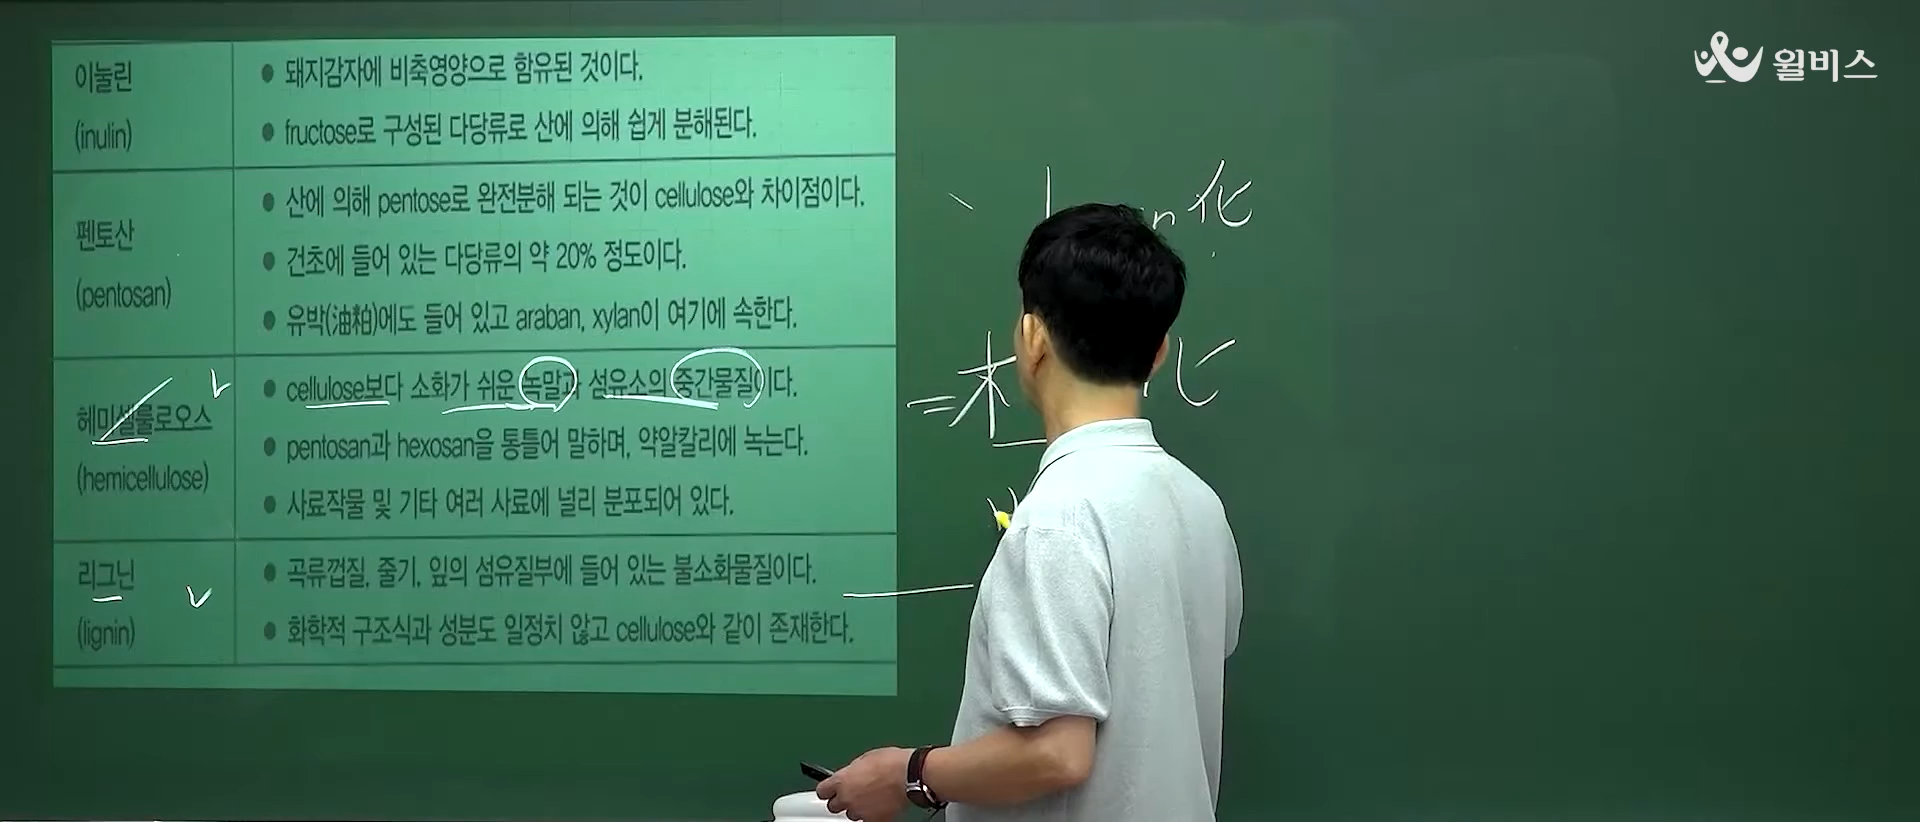 윌비스
이눌린
(inulin)
● 돼지감자에 비축영양으로 함유된 것이다.
● fructose로 구성된 다당류로 산에 의해 쉽게 분해된다.
펜토산
(pentosan)
● 산에 의해 pentose로 완전분해 되는 것이 cellulose와 차이점이다.
● 건초에 들어 있는 다당류의 약 20% 정도이다.
● 유박(油粕)에도 들어 있고 araban, xylan이 여기에 속한다.
헤미셀룰로오스
(hemicellulose)
● cellulose보다 소화가 쉬운 녹말과 섬유소의 중간물질이다.
● pentosan과 hexosan을 통틀어 말하며, 약알칼리에 녹는다.
● 사료작물 및 기타 여러 사료에 널리 분포되어 있다.
리그닌
(lignin)
● 곡류껍질, 줄기, 잎의 섬유질부에 들어 있는 불소화물질이다.
● 화학적 구조식과 성분도 일정치 않고 cellulose와 같이 존재한다.
in化
= 木 化